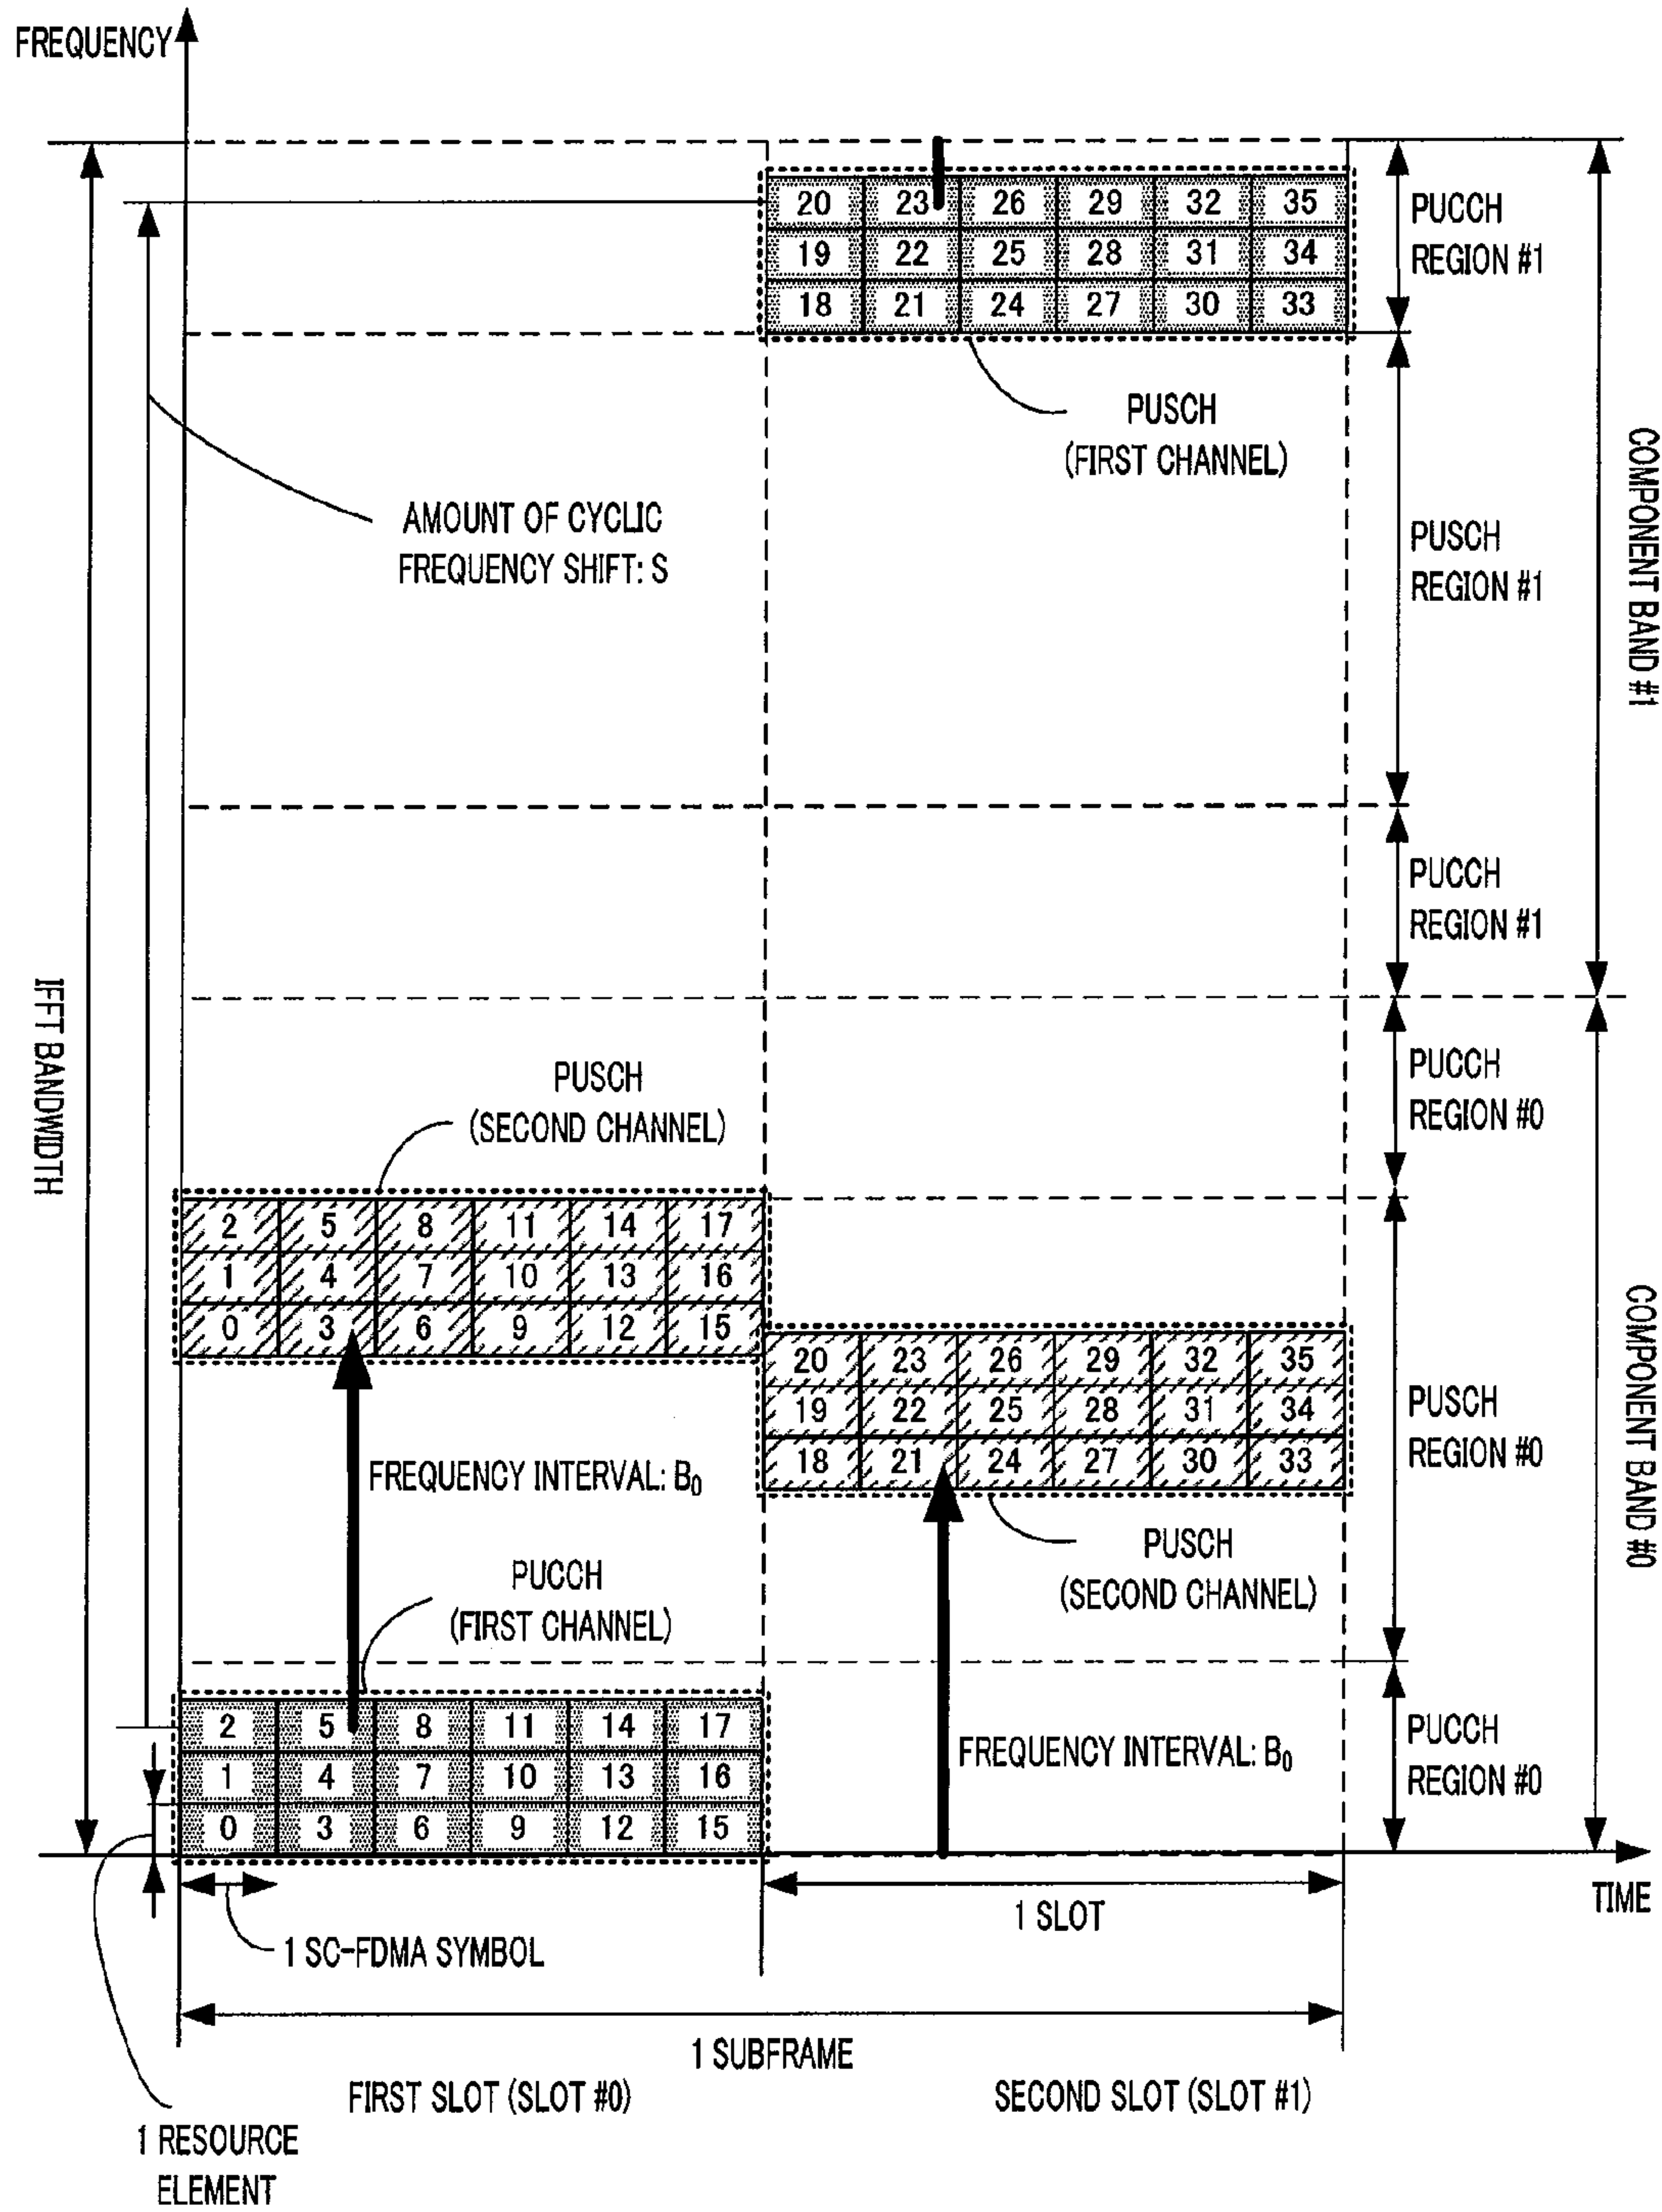 FREQUENCY
20 23 26 29 32 35
19 22 25 28 31 34
18 21 24 27 30 33
PUCCH
REGION #1
PUSCH
(FIRST CHANNEL)
AMOUNT OF CYCLIC
FREQUENCY SHIFT: S
PUSCH
REGION #1
COMPONENT BAND #1
PUCCH
REGION #1
IFFT BANDWIDTH
PUCCH
REGION #0
PUSCH
(SECOND CHANNEL)
2 5 8 11 14 17
1 4 7 10 13 16
0 3 6 9 12 15
20 23 26 29 32 35
19 22 25 28 31 34
18 21 24 27 30 33
PUSCH
REGION #0
COMPONENT BAND #0
FREQUENCY INTERVAL: B0
PUSCH
(SECOND CHANNEL)
PUCCH
(FIRST CHANNEL)
2 5 8 11 14 17
1 4 7 10 13 16
0 3 6 9 12 15
FREQUENCY INTERVAL: B0
PUCCH
REGION #0
TIME
1 SLOT
1 SC-FDMA SYMBOL
1 SUBFRAME
FIRST SLOT (SLOT #0)
SECOND SLOT (SLOT #1)
1 RESOURCE
ELEMENT